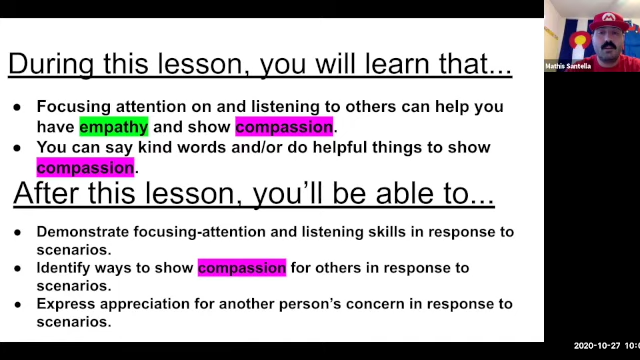 During this lesson, you will learn that...
● Focusing attention on and listening to others can help you
have empathy and show compassion.
● You can say kind words and/or do helpful things to show
compassion.
After this lesson, you'll be able to...
● Demonstrate focusing-attention and listening skills in response to
scenarios.
● Identify ways to show compassion for others in response to
scenarios.
● Express appreciation for another person's concern in response to
scenarios.
M
Mathis Santella
2020-10-27 10:0